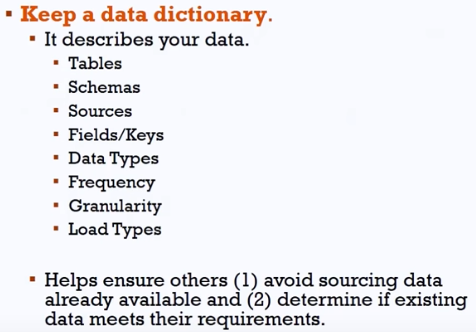 Keep a data dictionary.
It describes your data.
Tables
Schemas
Sources
Fields/Keys
Data Types
Frequency
Granularity
Load Types
Helps ensure others (1) avoid sourcing data
already available and (2) determine if existing
data meets their requirements.